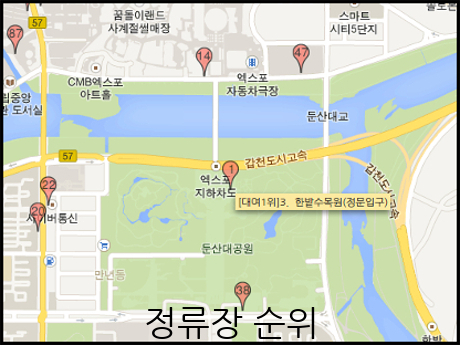 꿈돌이랜드
사계절썰매장
스마트
시티5단지
57
87
14
47
CMB엑스포
아트홀
엑스포
자동차극장
립중앙
도서실
둔산대교
57
갑천도시고속
1
엑스포
지하차도
갑천도시고속
[대여1위]3. 한밭수목원(정문입구)
22
20
사이버통신
둔산대공원
만년동
38
한밭
정류장 순위